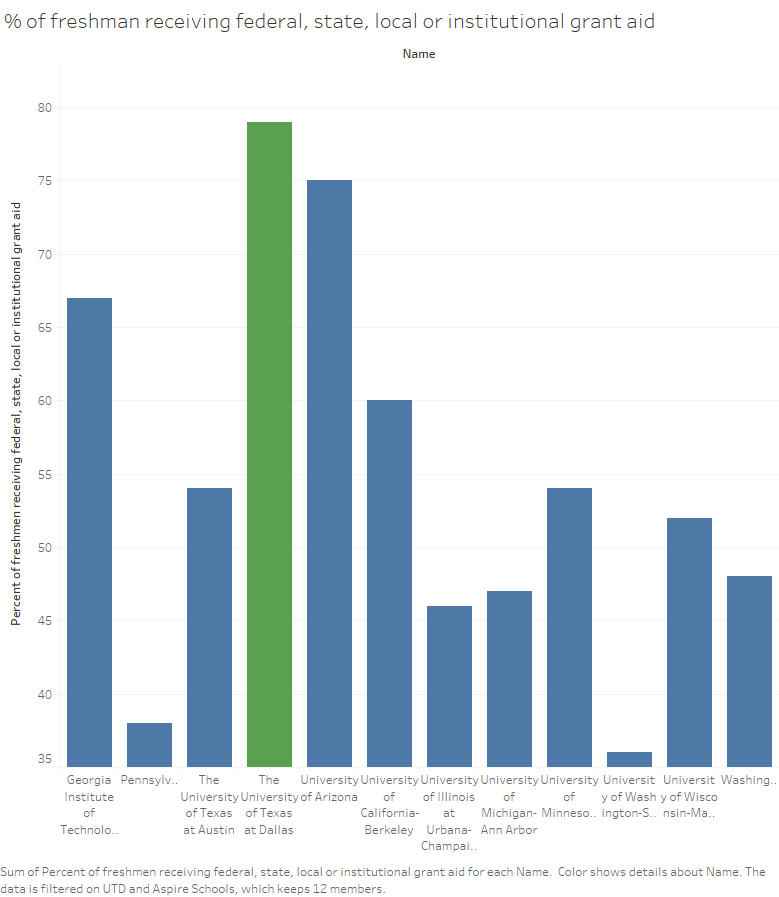 % of freshman receiving federal, state, local or institutional grant aid
Name
Percent of freshmen receiving federal, state, local or institutional grant aid
80
75
70
65
60
55
50
45
40
35
Georgia
Institute
of
Technolo..
Pennsylv..
The
University
of Texas
at Austin
The
University
of Texas
at Dallas
University
of Arizona
University
of
California-
Berkeley
University
of Illinois
at
Urbana-
Champai..
University
of
Michigan-
Ann Arbor
University
of
Minneso..
Universit
y of Wash
ington-S..
Universit
y of Wisco
nsin-Ma..
Washing..
Sum of Percent of freshmen receiving federal, state, local or institutional grant aid for each Name.  Color shows details about Name. The
data is filtered on UTD and Aspire Schools, which keeps 12 members.